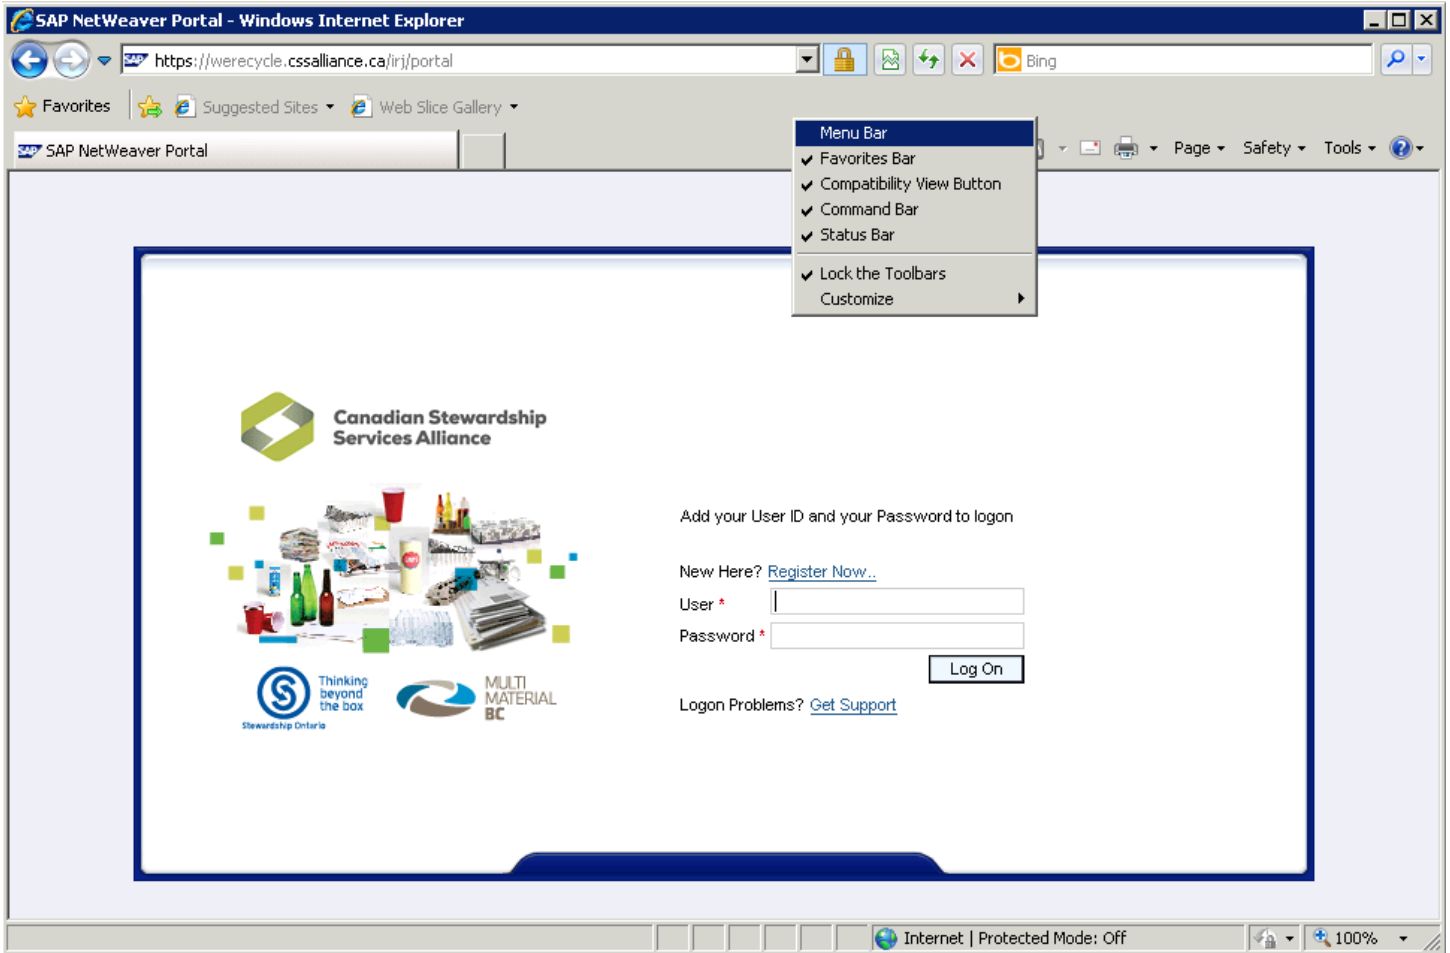 SAP NetWeaver Portal - Windows Internet Explorer
SAP https://werecycle.cssalliance.ca/irj/portal
Bing
Favorites
Suggested Sites
Web Slice Gallery
SAP SAP NetWeaver Portal
Page
Safety
Tools
Menu Bar
Favorites Bar
Compatibility View Button
Command Bar
Status Bar
Lock the Toolbars
Customize
Canadian Stewardship
Services Alliance
Thinking
beyond
the box
Stewardship Ontario
MULTI
MATERIAL
BC
Add your User ID and your Password to logon
New Here? Register Now..
User *
Password *
Log On
Logon Problems? Get Support
Internet | Protected Mode: Off
100%